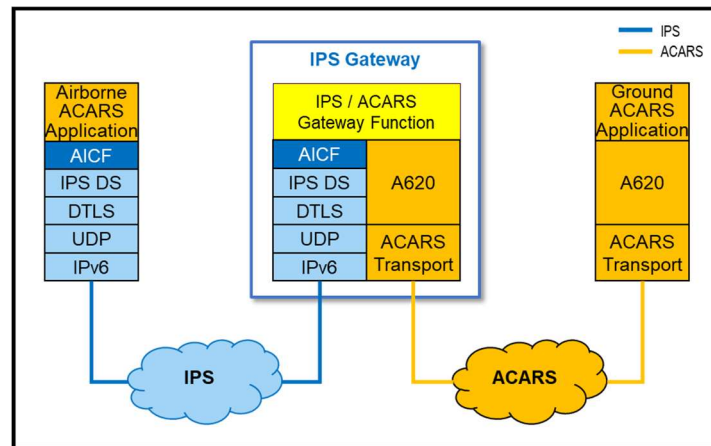 IPS
ACARS
IPS Gateway
Airborne
ACARS
Application
AICF
IPS DS
DTLS
UDP
IPv6
IPS / ACARS
Gateway Function
AICF
IPS DS
DTLS
UDP
IPv6
A620
ACARS
Transport
Ground
ACARS
Application
A620
ACARS
Transport
IPS
ACARS